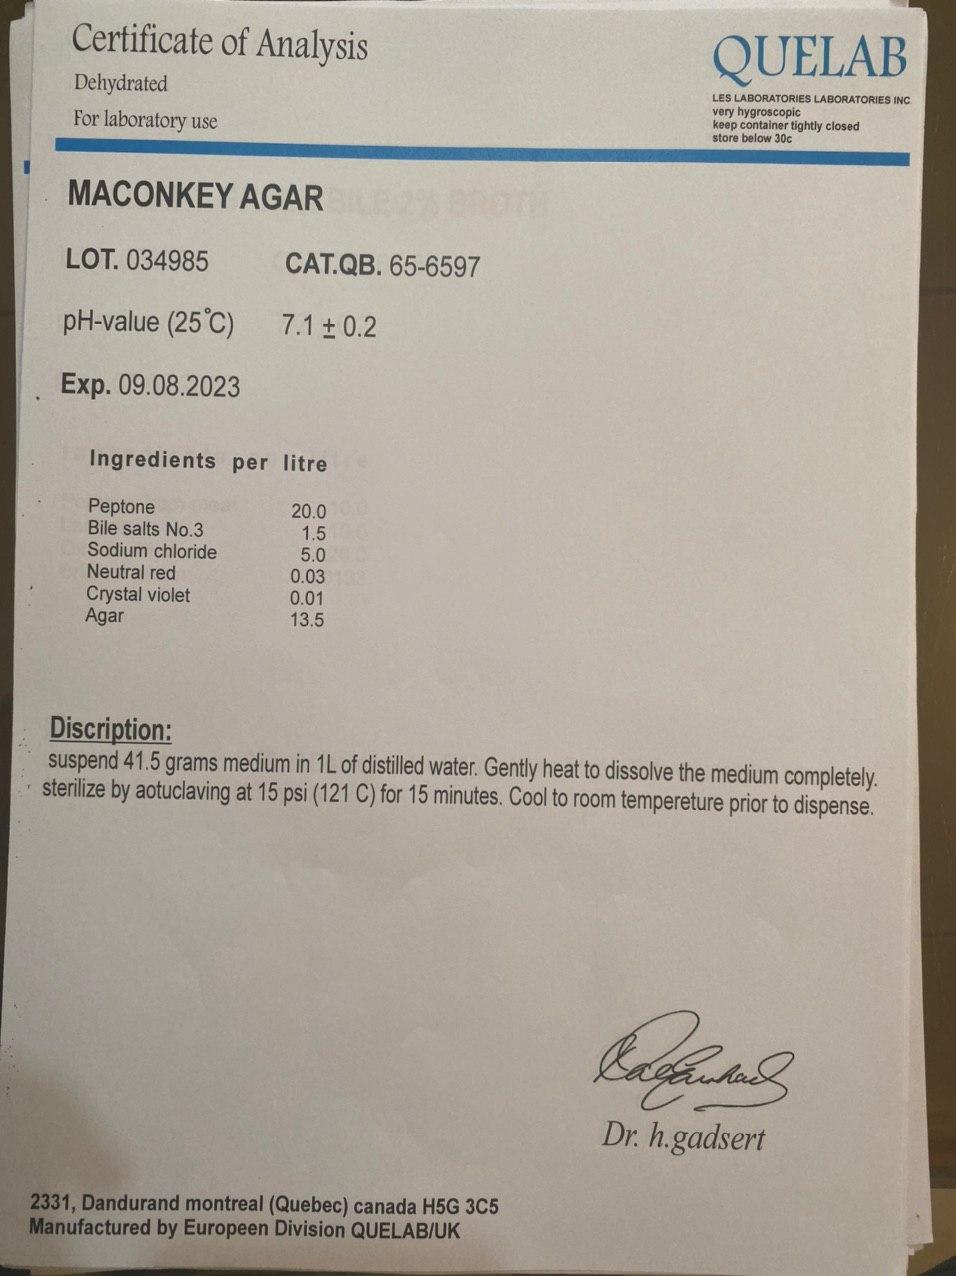 Certificate of Analysis
Dehydrated
For laboratory use
QUELAB
LES LABORATORIES LABORATORIES INC
very hygroscopic
keep container tightly closed
store below 30c
MACONKEY AGAR
BILE 2% BROTH
LOT. 034985 CAT.QB. 65-6597
pH-value (25°C) 7.1 ± 0.2
Exp. 09.08.2023
Ingredients per litre
Peptone 20.0
Bile salts No.3 1.5
Sodium chloride 5.0
Neutral red 0.03
Crystal violet 0.01
Agar 13.5
Discription:
suspend 41.5 grams medium in 1L of distilled water. Gently heat to dissolve the medium completely.
sterilize by aotuclaving at 15 psi (121 C) for 15 minutes. Cool to room tempereture prior to dispense.
Dr. h.gadsert
2331, Dandurand montreal (Quebec) canada H5G 3C5
Manufactured by Europeen Division QUELAB/UK